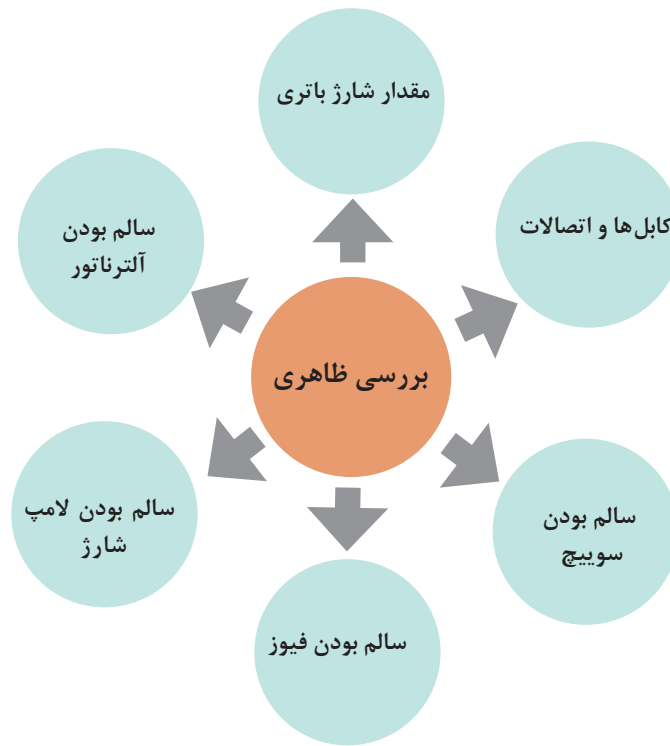 مقدار شارژ باتری
کابل‌ها و اتصالات
سالم بودن
آلترناتور
بررسی ظاهری
سالم بودن
سوییچ
سالم بودن لامپ
شارژ
سالم بودن فیوز